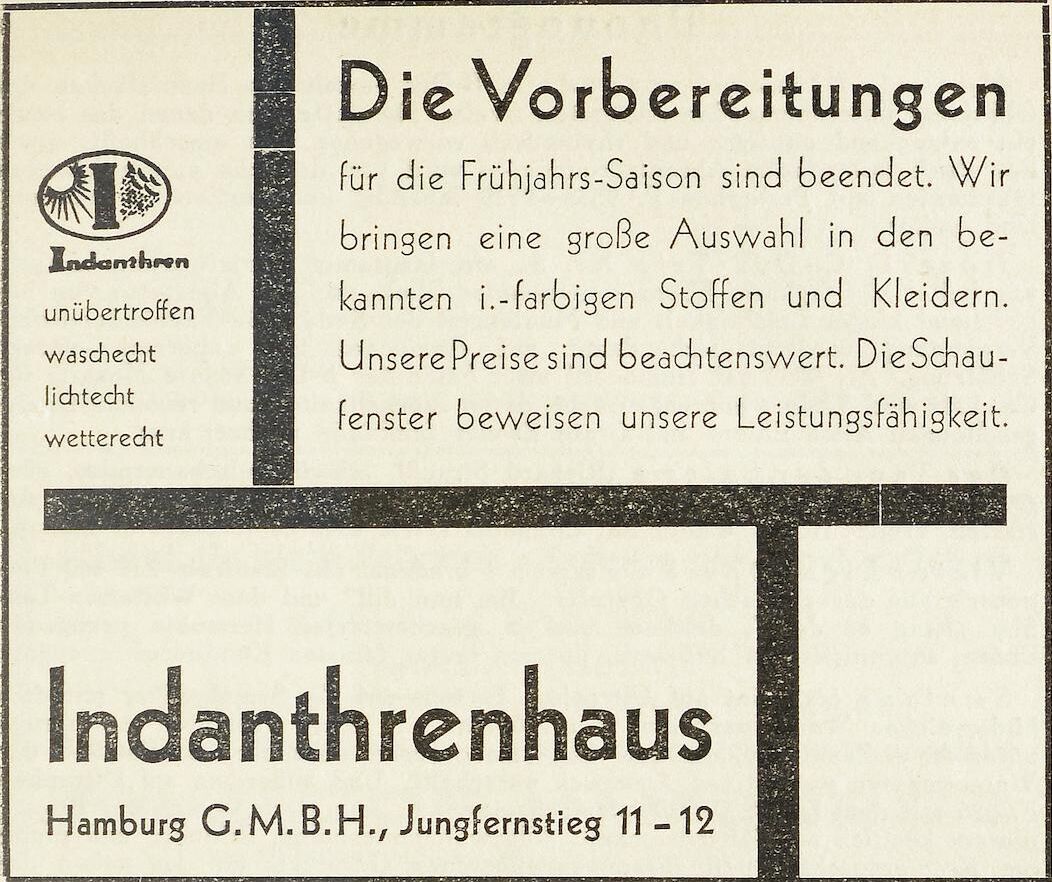 I
Indanthren
unübertroffen
waschecht
lichtecht
wetterecht
Die Vorbereitungen
für die Frühjahrs-Saison sind beendet. Wir
bringen eine große Auswahl in den be-
kannten i.-farbigen Stoffen und Kleidern.
Unsere Preise sind beachtenswert. Die Schau-
fenster beweisen unsere Leistungsfähigkeit.
Indanthrenhaus
Hamburg G.M.B.H., Jungfernstieg 11 – 12